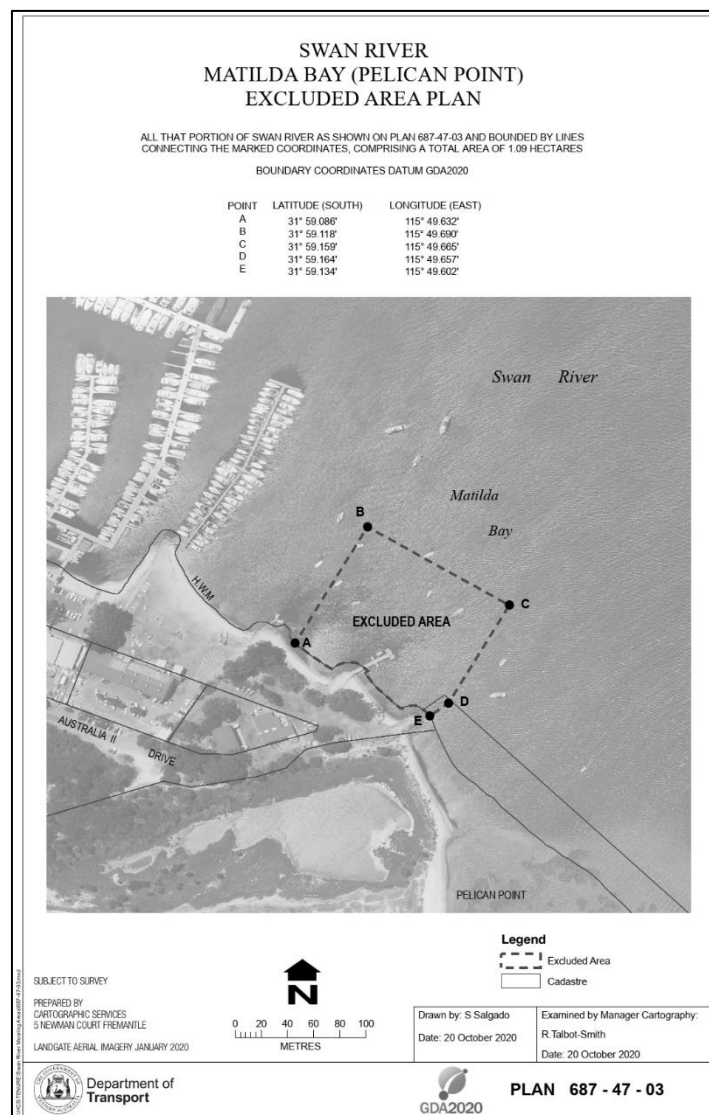 SWAN RIVER
MATILDA BAY (PELICAN POINT)
EXCLUDED AREA PLAN
ALL THAT PORTION OF SWAN RIVER AS SHOWN ON PLAN 687-47-03 AND BOUNDED BY LINES
CONNECTING THE MARKED COORDINATES, COMPRISING A TOTAL AREA OF 1.09 HECTARES
BOUNDARY COORDINATES DATUM GDA2020
POINT LATITUDE (SOUTH) LONGITUDE (EAST)
A 31° 59.086' 115° 49.632'
B 31° 59.118' 115° 49.690'
C 31° 59.159' 115° 49.665'
D 31° 59.164' 115° 49.657'
E 31° 59.134' 115° 49.602'
Swan River
Matilda
Bay
B
H.W.M
C
EXCLUDED AREA
A
D
E
AUSTRALIA II
DRIVE
PELICAN POINT
Legend
Excluded Area
Cadastre
SUBJECT TO SURVEY
PREPARED BY
CARTOGRAPHIC SERVICES
5 NEWMAN COURT FREMANTLE
LANDGATE AERIAL IMAGERY JANUARY 2020
N
0 20 40 60 80 100
METRES
Drawn by: S Salgado
Date: 20 October 2020
Examined by Manager Cartography:
R.Talbot-Smith
Date: 20 October 2020
Department of
Transport
GDA2020
PLAN 687 - 47 - 03